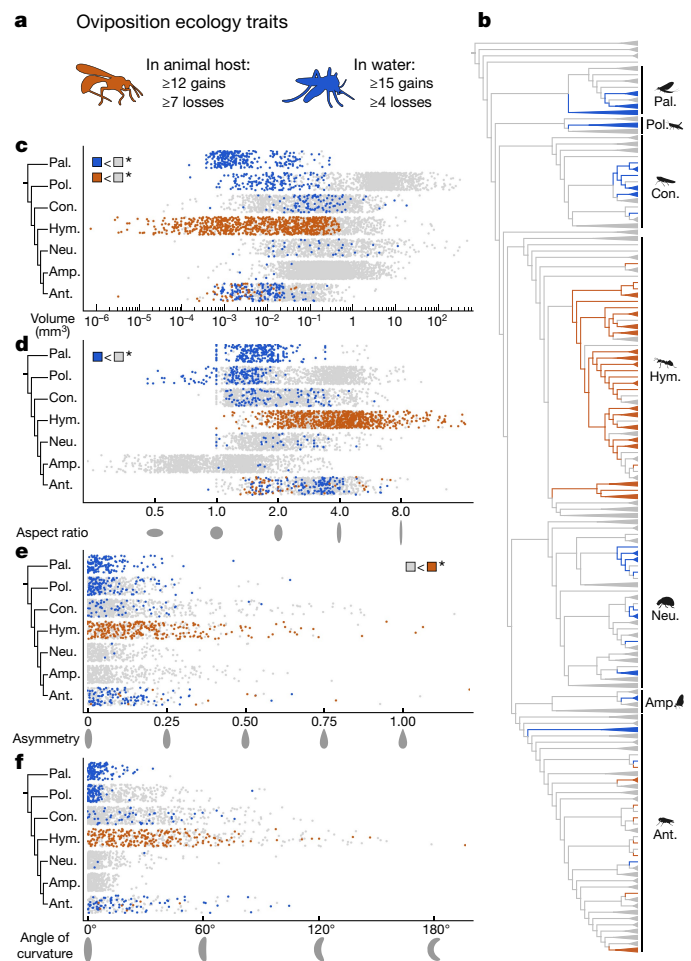 a Oviposition ecology traits
In animal host:
≥12 gains
≥7 losses
In water:
≥15 gains
≥4 losses
b
Pal.
Pol.
Con.
Hym.
Neu.
Amp.
Ant.
c
< *
< *
Pal.
Pol.
Con.
Hym.
Neu.
Amp.
Ant.
Volume (mm³)
10⁻⁶ 10⁻⁵ 10⁻⁴ 10⁻³ 10⁻² 10⁻¹ 1 10 10²
d
< *
Pal.
Pol.
Con.
Hym.
Neu.
Amp.
Ant.
0.5 1.0 2.0 4.0 8.0
Aspect ratio
e
< *
Pal.
Pol.
Con.
Hym.
Neu.
Amp.
Ant.
0 0.25 0.50 0.75 1.00
Asymmetry
f
Pal.
Pol.
Con.
Hym.
Neu.
Amp.
Ant.
0° 60° 120° 180°
Angle of
curvature